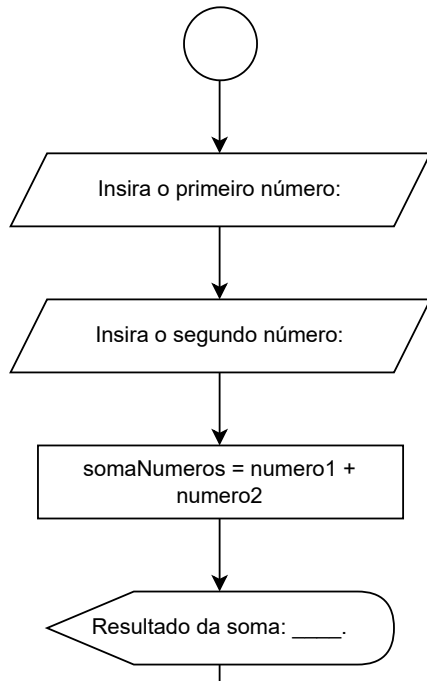 Insira o primeiro número:
Insira o segundo número:
somaNumeros = numero1 +
numero2
Resultado da soma: ____.